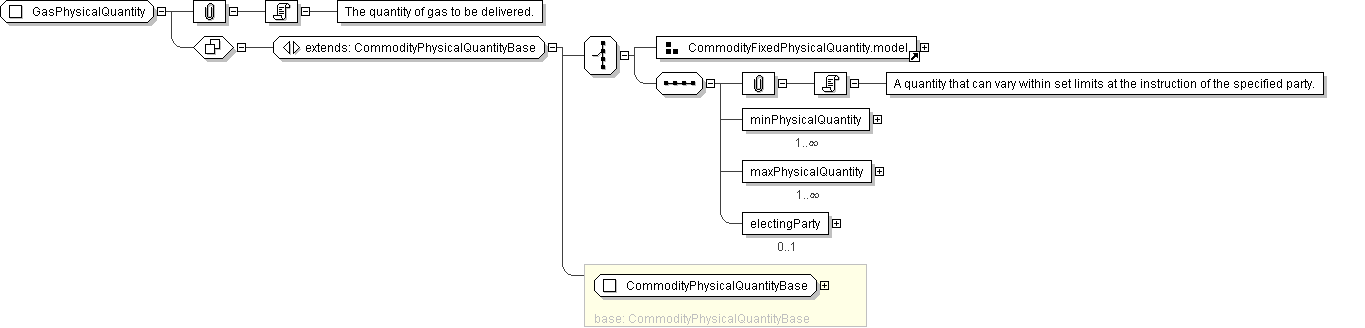 GasPhysicalQuantity
The quantity of gas to be delivered.
extends: CommodityPhysicalQuantityBase
CommodityFixedPhysicalQuantity.model
A quantity that can vary within set limits at the instruction of the specified party.
minPhysicalQuantity
1..∞
maxPhysicalQuantity
1..∞
electingParty
0..1
CommodityPhysicalQuantityBase
base: CommodityPhysicalQuantityBase